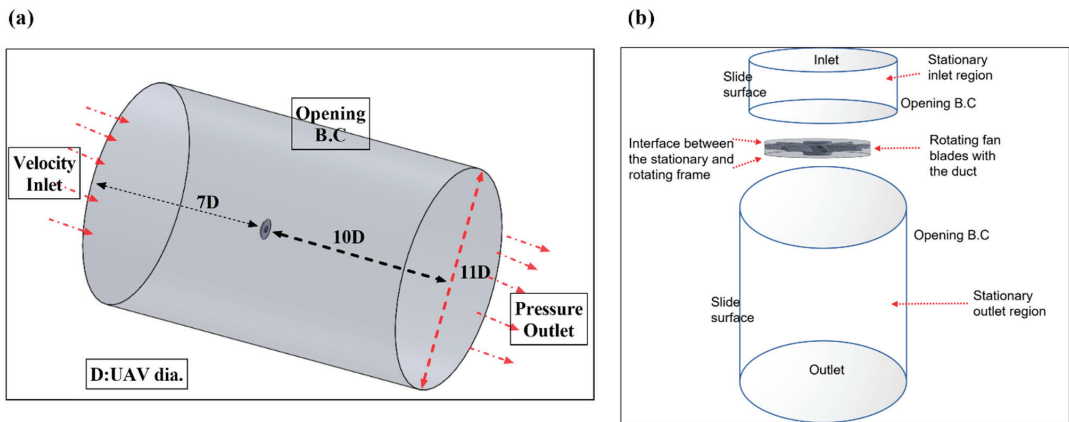 (a)
Opening
B.C
Velocity
Inlet
7D
10D
11D
Pressure
Outlet
D:UAV dia.
(b)
Inlet
Slide
surface
Stationary
inlet region
Opening B.C
Interface between
the stationary and
rotating frame
Rotating fan
blades with
the duct
Opening B.C
Slide
surface
Stationary
outlet region
Outlet